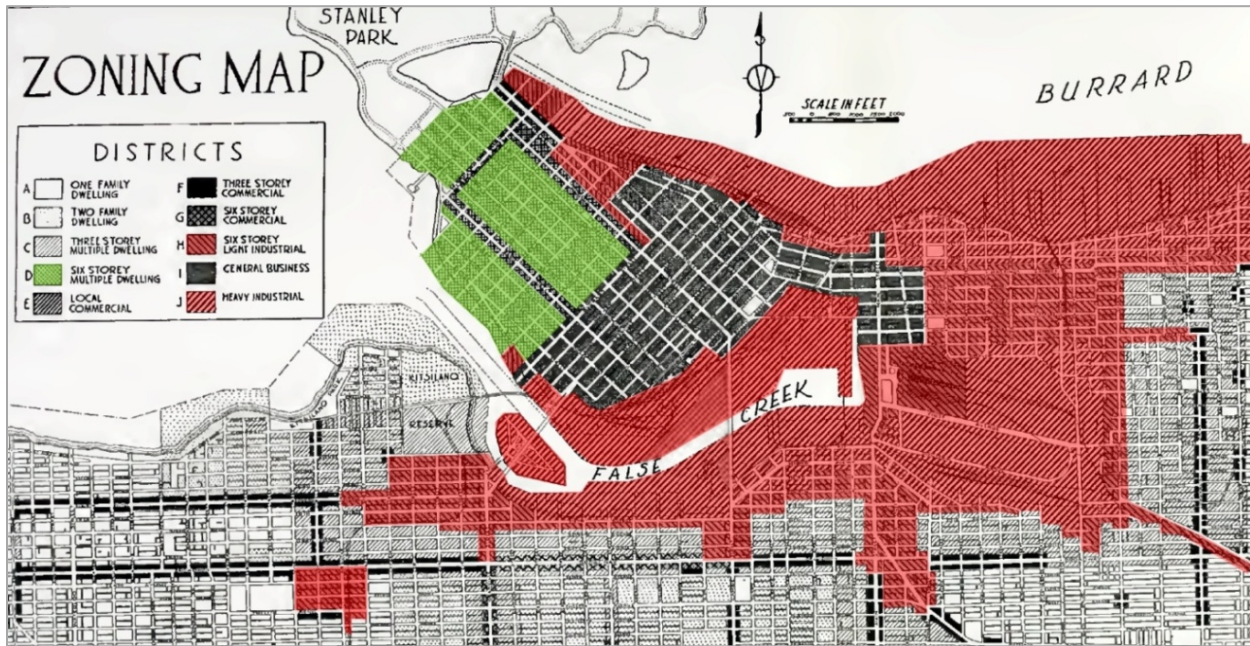 STANLEY
PARK
ZONING MAP
DISTRICTS
A ONE FAMILY
DWELLING
B TWO FAMILY
DWELLING
C THREE STOREY
MULTIPLE DWELLING
D SIX STOREY
MULTIPLE DWELLING
E LOCAL
COMMERCIAL
F THREE STOREY
COMMERCIAL
G SIX STOREY
COMMERCIAL
H SIX STOREY
LIGHT INDUSTRIAL
I GENERAL BUSINESS
J HEAVY INDUSTRIAL
V
SCALE IN FEET
BURRARD
KITSILANO
RESERVE
FALSE CREEK